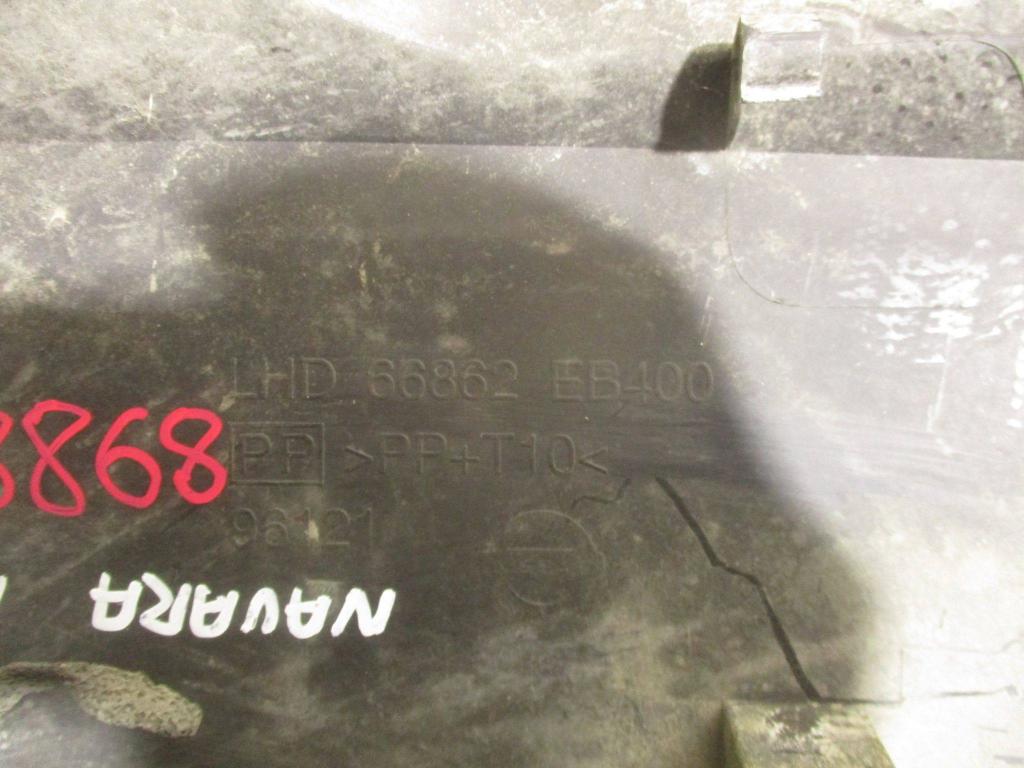 LHD 66862 EB400
PP >PP+T10<
8868
96121
NAVARA